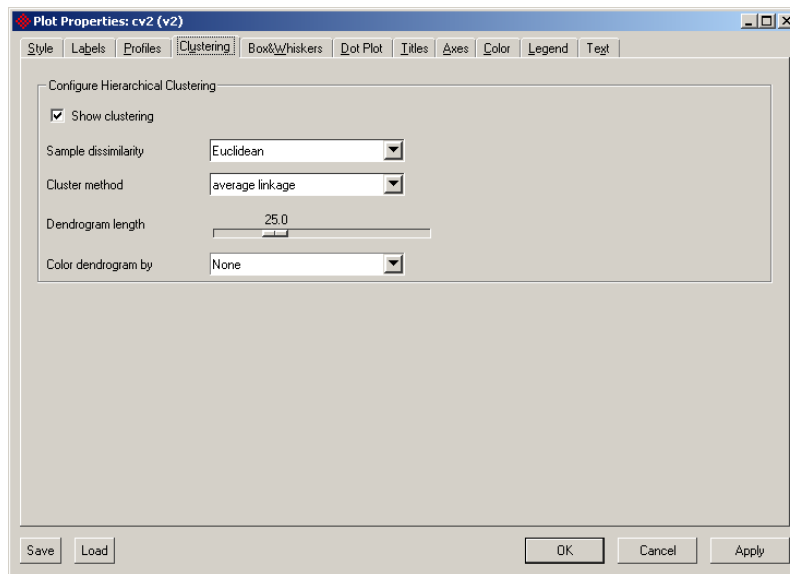 Plot Properties: cv2 (v2)
Style Labels Profiles Clustering Box&Whiskers Dot Plot Titles Axes Color Legend Text
Configure Hierarchical Clustering
Show clustering
Sample dissimilarity Euclidean
Cluster method average linkage
25.0
Dendrogram length
Color dendrogram by None
Save Load OK Cancel Apply